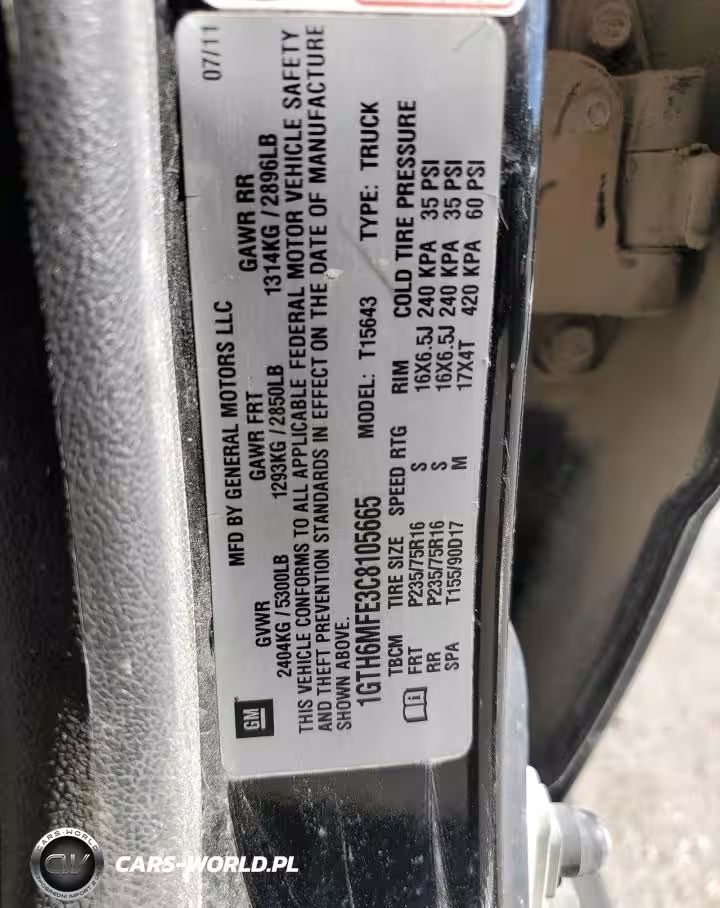 07/11
MFD BY GENERAL MOTORS LLC
GVWR GAWR FRT GAWR RR
2404KG/5300LB 1293KG/2850LB 1314KG/2896LB
THIS VEHICLE CONFORMS TO ALL APPLICABLE FEDERAL MOTOR VEHICLE SAFETY
AND THEFT PREVENTION STANDARDS IN EFFECT ON THE DATE OF MANUFACTURE
SHOWN ABOVE.
1GTH6MFE3C8105665 MODEL: T15643 TYPE: TRUCK
TBCM TIRE SIZE SPEED RTG RIM COLD TIRE PRESSURE
FRT P235/75R16 S 16X6.5J 240 KPA 35 PSI
RR P235/75R16 S 16X6.5J 240 KPA 35 PSI
SPA T155/90D17 M 17X4T 420 KPA 60 PSI
GM
CARS-WORLD
CW
CARS-WORLD.PL